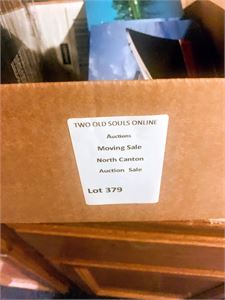 TWO OLD SOULS ONLINE
Auctions
Moving Sale
North Canton
Auction Sale
Lot 379